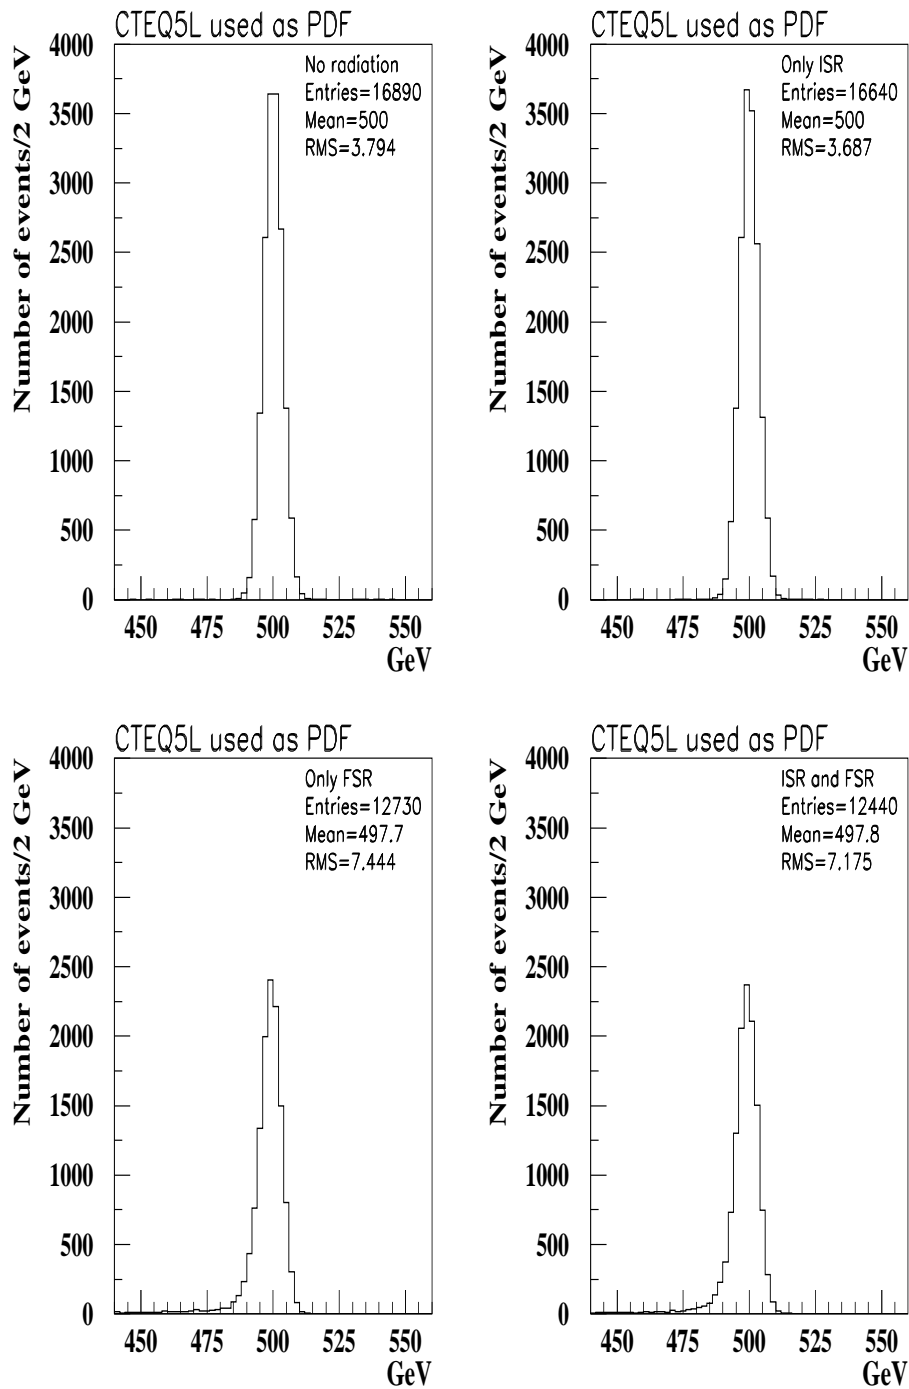 CTEQ5L used as PDF
Number of events/2 GeV
4000
3500
3000
2500
2000
1500
1000
500
0
No radiation
Entries=16890
Mean=500
RMS=3.794
450 475 500 525 550
GeV
CTEQ5L used as PDF
Number of events/2 GeV
4000
3500
3000
2500
2000
1500
1000
500
0
Only ISR
Entries=16640
Mean=500
RMS=3.687
450 475 500 525 550
GeV
CTEQ5L used as PDF
Number of events/2 GeV
4000
3500
3000
2500
2000
1500
1000
500
0
Only FSR
Entries=12730
Mean=497.7
RMS=7.444
450 475 500 525 550
GeV
CTEQ5L used as PDF
Number of events/2 GeV
4000
3500
3000
2500
2000
1500
1000
500
0
ISR and FSR
Entries=12440
Mean=497.8
RMS=7.175
450 475 500 525 550
GeV